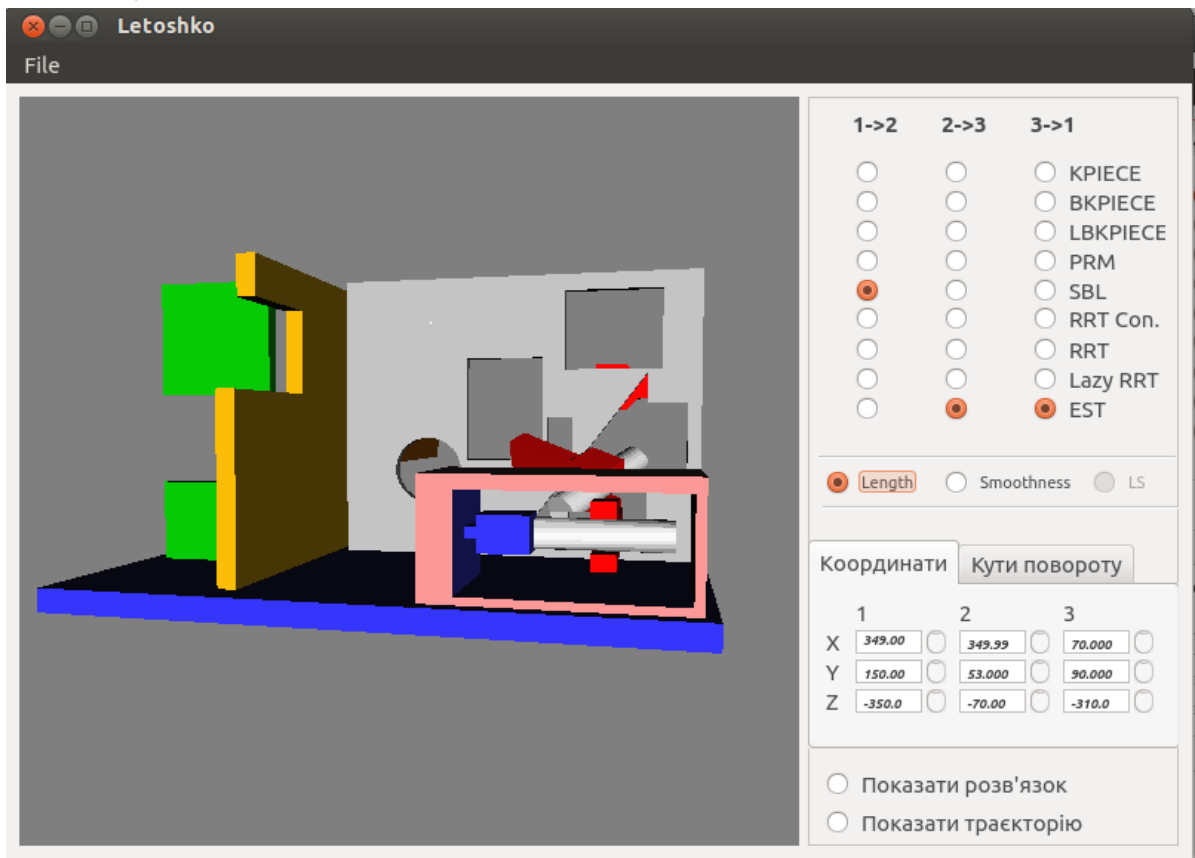 Letoshko
File
1->2 2->3 3->1
KPIECE
BKPIECE
LBKPIECE
PRM
SBL
RRT Con.
RRT
Lazy RRT
EST
Length Smoothness LS
Координати Кути повороту
1 2 3
X 349.00 349.99 70.000
Y 150.00 53.000 90.000
Z -350.0 -70.00 -310.0
Показати розв'язок
Показати траєкторію